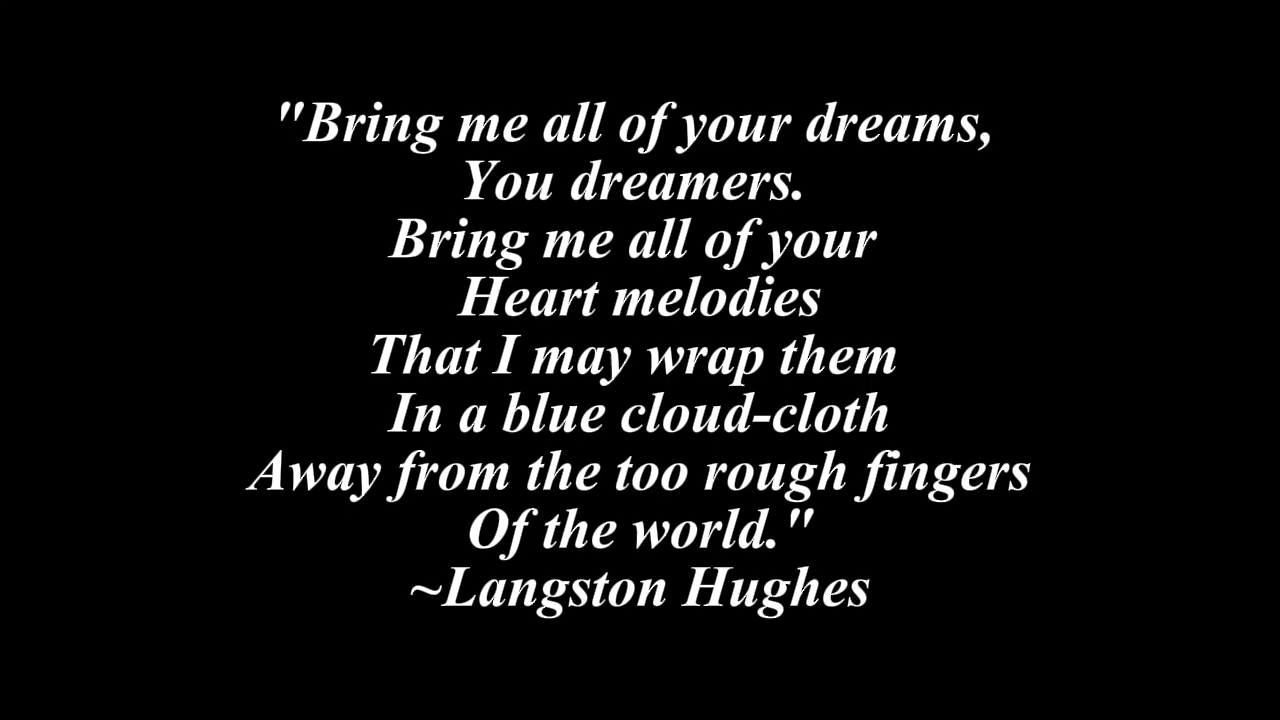 "Bring me all of your dreams,
You dreamers.
Bring me all of your
Heart melodies
That I may wrap them
In a blue cloud-cloth
Away from the too rough fingers
Of the world."
~Langston Hughes